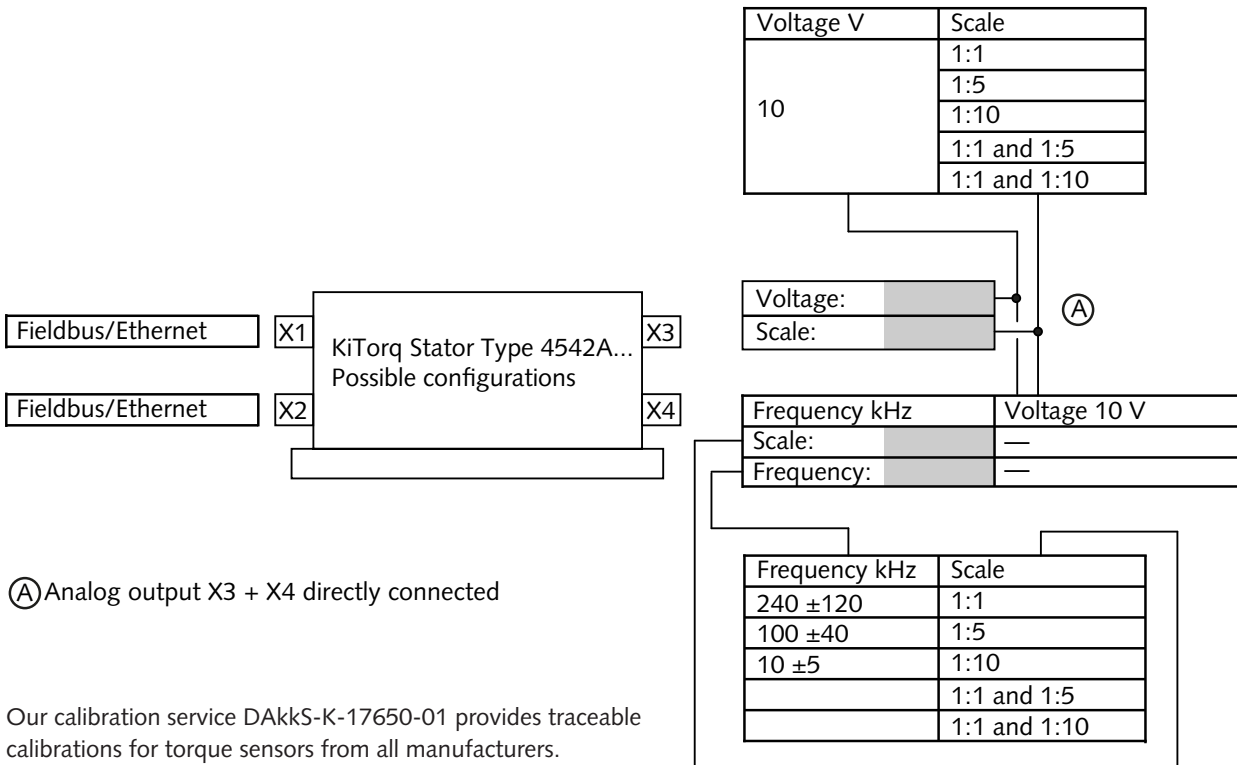 Voltage V Scale
10
1:1
1:5
1:10
1:1 and 1:5
1:1 and 1:10
Voltage:
Scale:
A
Fieldbus/Ethernet X1
Fieldbus/Ethernet X2
KiTorq Stator Type 4542A...
Possible configurations
X3
X4
Frequency kHz Voltage 10 V
Scale: —
Frequency: —
Frequency kHz Scale
240 ±120 1:1
100 ±40 1:5
10 ±5 1:10
1:1 and 1:5
1:1 and 1:10
A Analog output X3 + X4 directly connected
Our calibration service DAkkS-K-17650-01 provides traceable
calibrations for torque sensors from all manufacturers.